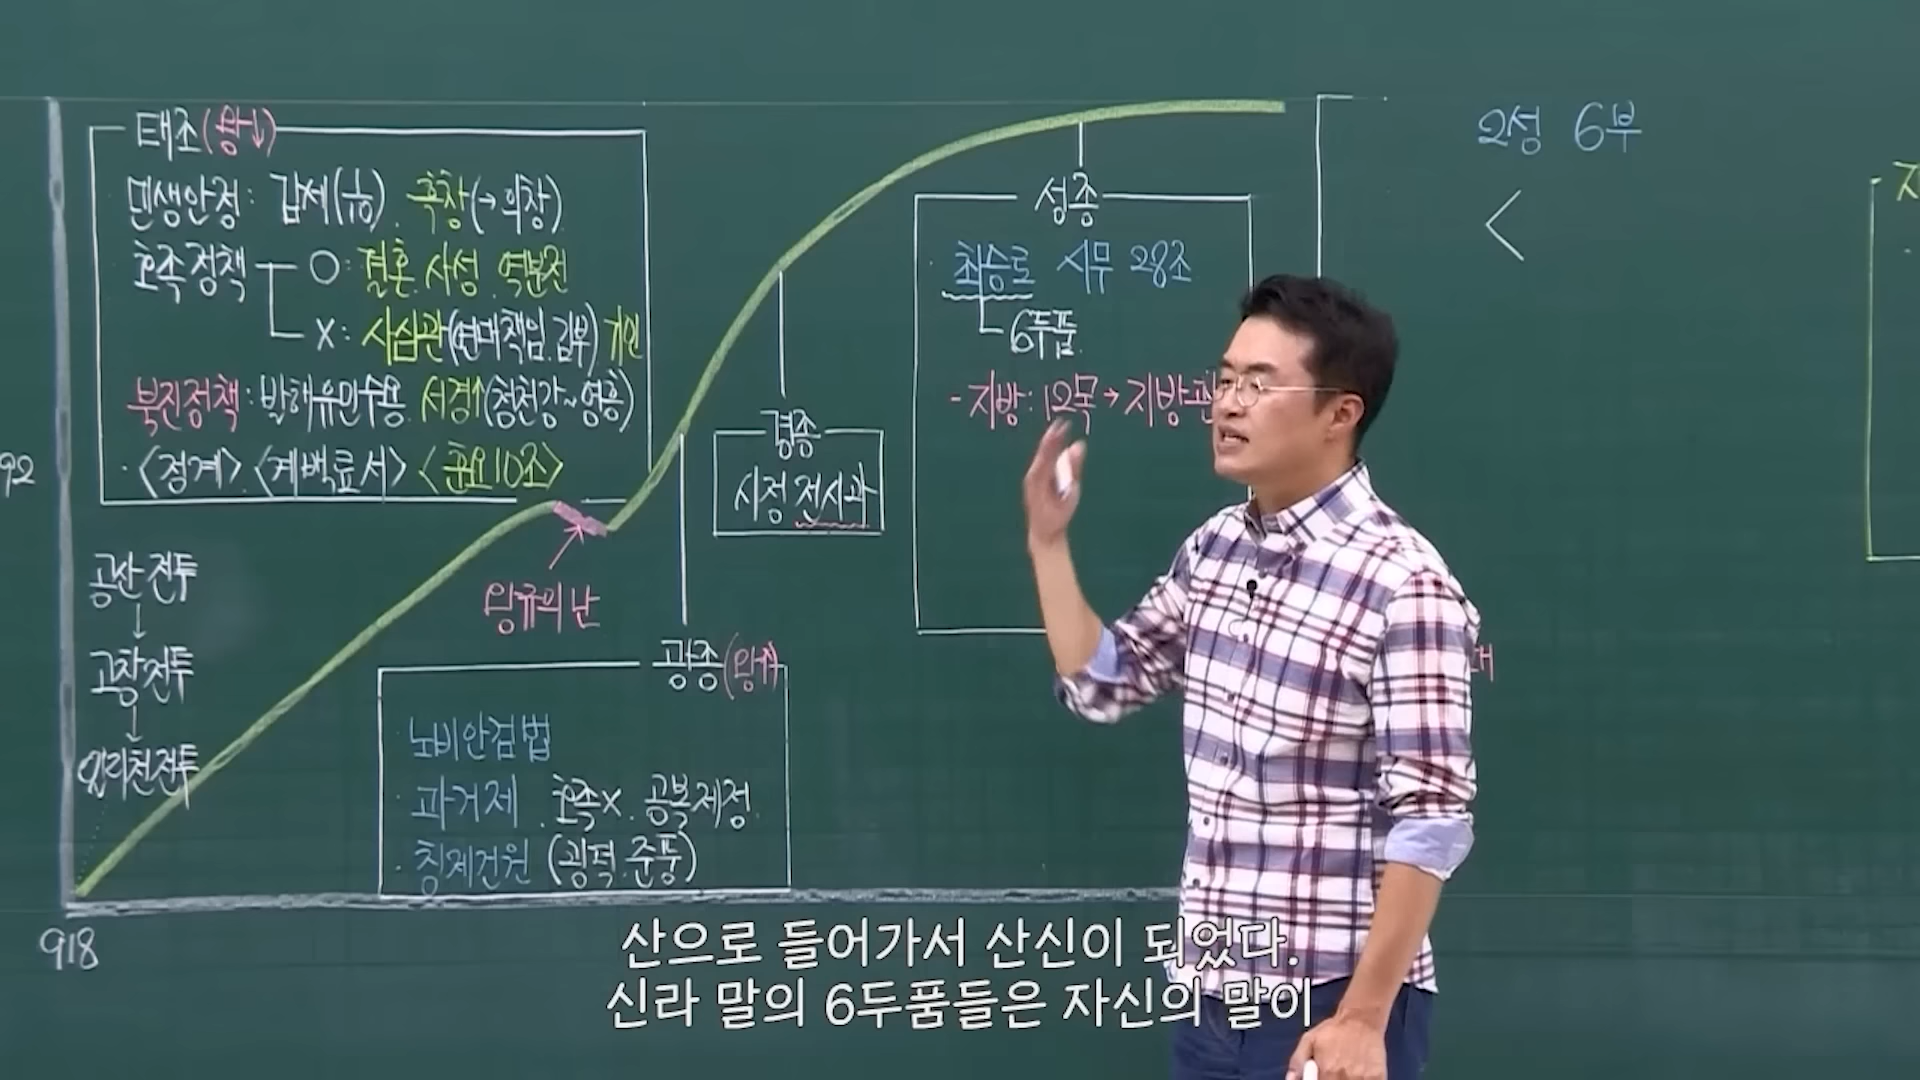 태조(왕↓)
민생안정: 감세(1/10). 흑창(→의창)
호족정책 ○: 결혼. 사성. 역분전
X: 사심관(연대책임. 김부) 기인
북진정책: 발해유민수용. 서경↑(청천강~영흥)
·<정계>.<계백료서><훈요10조>
92
공산전투
↓
고창전투
↓
일리천전투
918
왕규의 난
광종(왕↑)
· 노비안검법
· 과거제. 호족X. 공복제정.
· 칭제건원 (광덕.준풍)
경종
시정 전시과
성종
· 최승로 시무 28조
6두품.
- 지방: 12목→지방관
2성 6부
<
산으로 들어가서 산신이 되었다.
신라 말의 6두품들은 자신의 말이